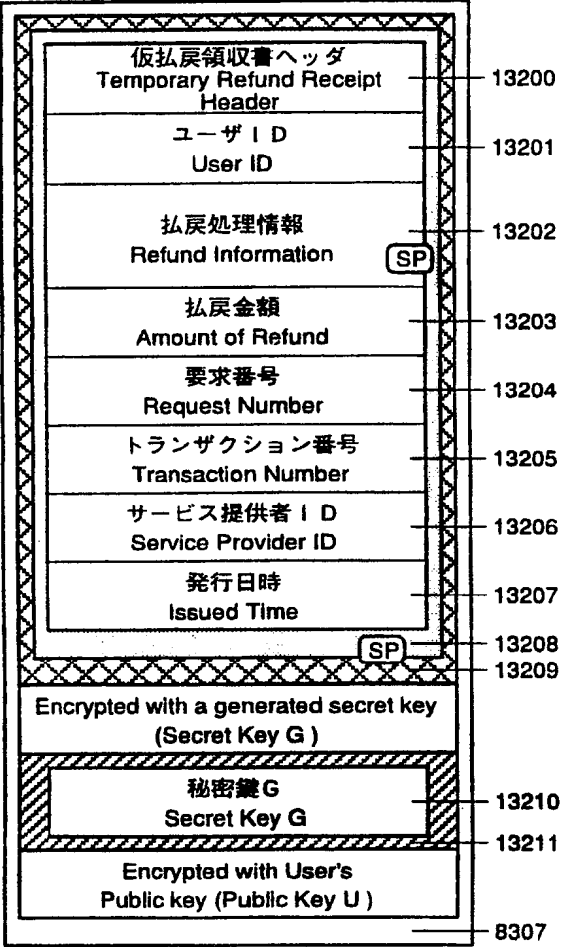 仮払戻領収書ヘッダ
Temporary Refund Receipt
Header
13200
ユーザID
User ID
13201
払戻処理情報
Refund Information
SP
13202
払戻金額
Amount of Refund
13203
要求番号
Request Number
13204
トランザクション番号
Transaction Number
13205
サービス提供者ID
Service Provider ID
13206
発行日時
Issued Time
13207
SP
13208
13209
Encrypted with a generated secret key
(Secret Key G )
秘密鍵G
Secret Key G
13210
13211
Encrypted with User's
Public key (Public Key U )
8307